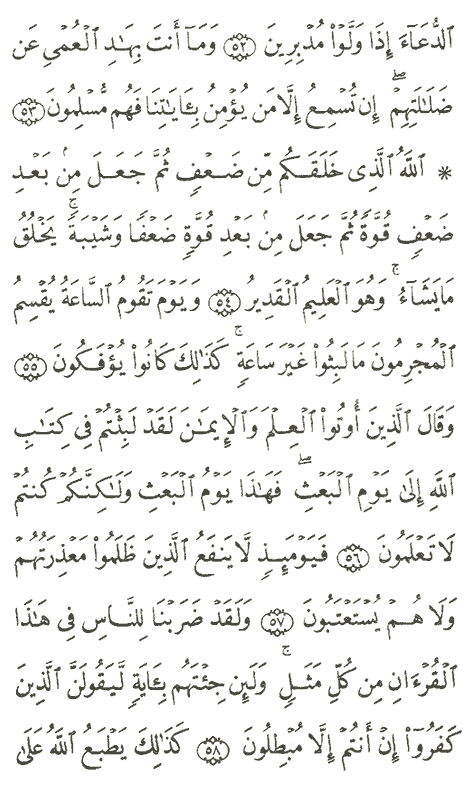 ٱلدُّعَآءَ إِذَا وَلَّوْا۟ مُدْبِرِينَ ﴿٥٢﴾ وَمَآ أَنتَ بِهَـٰدِ ٱلْعُمْىِ عَن
ضَلَـٰلَتِهِمْ ۖ إِن تُسْمِعُ إِلَّا مَن يُؤْمِنُ بِـَٔايَـٰتِنَا فَهُم مُّسْلِمُونَ ﴿٥٣﴾
* ٱللَّهُ ٱلَّذِى خَلَقَكُم مِّن ضَعْفٍ ثُمَّ جَعَلَ مِنۢ بَعْدِ
ضَعْفٍ قُوَّةً ثُمَّ جَعَلَ مِنۢ بَعْدِ قُوَّةٍ ضَعْفًا وَشَيْبَةً ۚ يَخْلُقُ
مَا يَشَآءُ ۖ وَهُوَ ٱلْعَلِيمُ ٱلْقَدِيرُ ﴿٥٤﴾ وَيَوْمَ تَقُومُ ٱلسَّاعَةُ يُقْسِمُ
ٱلْمُجْرِمُونَ مَا لَبِثُوا۟ غَيْرَ سَاعَةٍ ۚ كَذَٰلِكَ كَانُوا۟ يُؤْفَكُونَ ﴿٥٥﴾
وَقَالَ ٱلَّذِينَ أُوتُوا۟ ٱلْعِلْمَ وَٱلْإِيمَـٰنَ لَقَدْ لَبِثْتُمْ فِى كِتَـٰبِ
ٱللَّهِ إِلَىٰ يَوْمِ ٱلْبَعْثِ ۖ فَهَـٰذَا يَوْمُ ٱلْبَعْثِ وَلَـٰكِنَّكُمْ كُنتُمْ
لَا تَعْلَمُونَ ﴿٥٦﴾ فَيَوْمَئِذٍ لَّا يَنفَعُ ٱلَّذِينَ ظَلَمُوا۟ مَعْذِرَتُهُمْ
وَلَا هُمْ يُسْتَعْتَبُونَ ﴿٥٧﴾ وَلَقَدْ ضَرَبْنَا لِلنَّاسِ فِى هَـٰذَا
ٱلْقُرْءَانِ مِن كُلِّ مَثَلٍ ۚ وَلَئِن جِئْتَهُم بِـَٔايَةٍ لَّيَقُولَنَّ ٱلَّذِينَ
كَفَرُوٓا۟ إِنْ أَنتُمْ إِلَّا مُبْطِلُونَ ﴿٥٨﴾ كَذَٰلِكَ يَطْبَعُ ٱللَّهُ عَلَىٰ